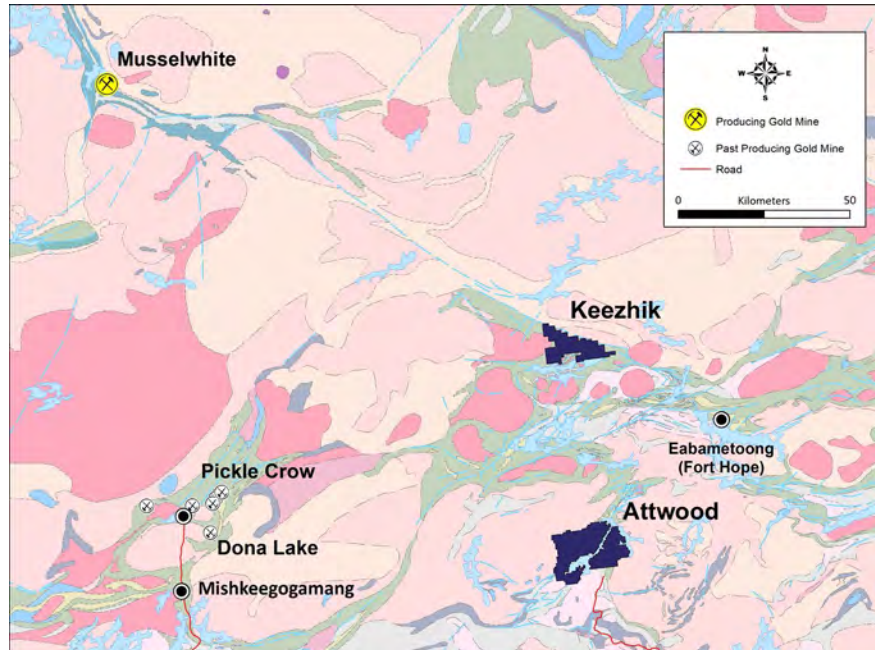 Musselwhite
N
W E
S
Producing Gold Mine
Past Producing Gold Mine
Road
0 Kilometers 50
Keezhik
Eabametoong
(Fort Hope)
Pickle Crow
Attwood
Dona Lake
Mishkeegogamang